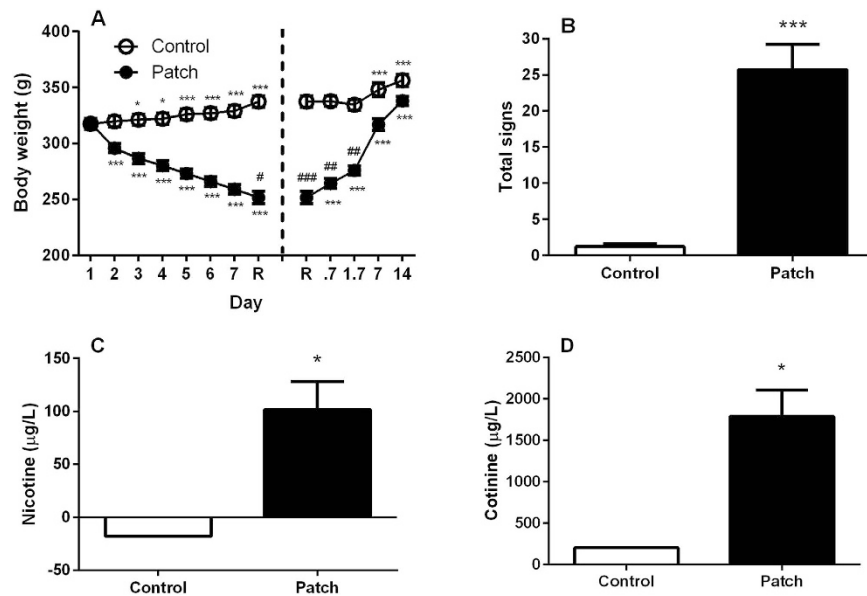 A
Control
Patch
Body weight (g)
400
350
300
250
200
***
* * *** *** ***
*** *** *** *** *** *** ***
#
***
***
### ## ##
*** *** *** ***
1 2 3 4 5 6 7 R R .7 1.7 7 14
Day
B
***
Total signs
30
25
20
15
10
5
0
Control Patch
C
*
Nicotine (µg/L)
150
100
50
0
-50
Control Patch
D
*
Cotinine (µg/L)
2500
2000
1500
1000
500
0
Control Patch